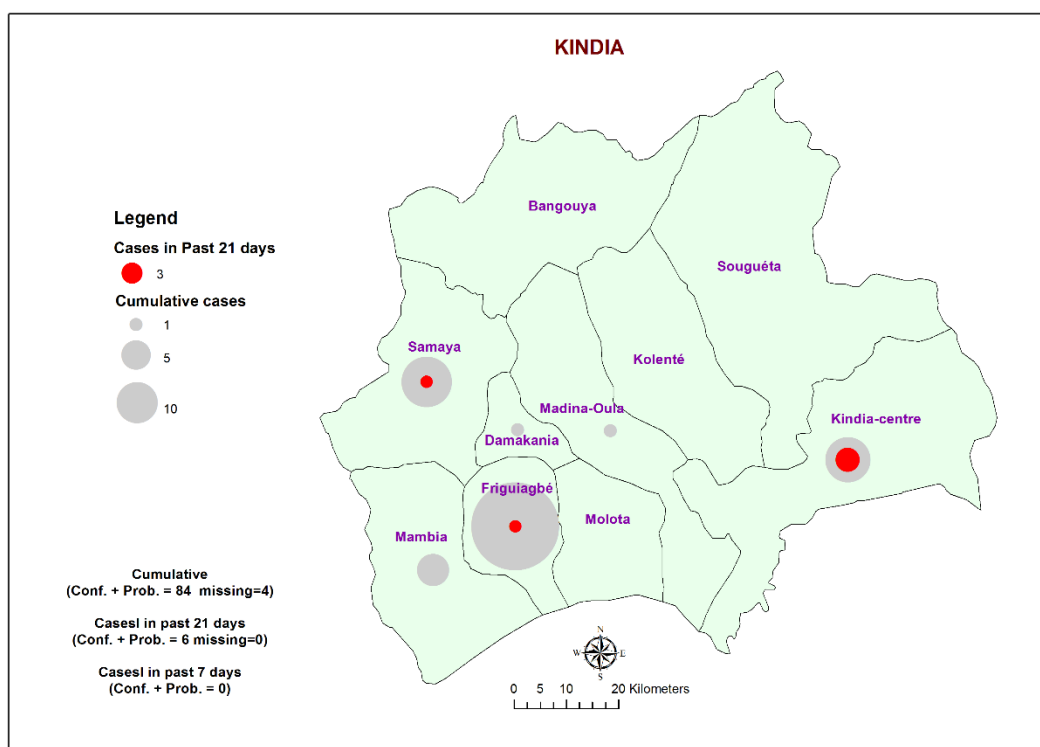 KINDIA
Bangouya
Souguéta
Legend
Cases in Past 21 days
3
Cumulative cases
1
5
10
Samaya
Kolenté
Madina-Oula
Kindia-centre
Damakania
Friguiagbé
Molota
Mambia
Cumulative
(Conf. + Prob. = 84 missing=4)
Casesl in past 21 days
(Conf. + Prob. = 6 missing=0)
Casesl in past 7 days
(Conf. + Prob. = 0)
N
W E
S
0 5 10 20 Kilometers